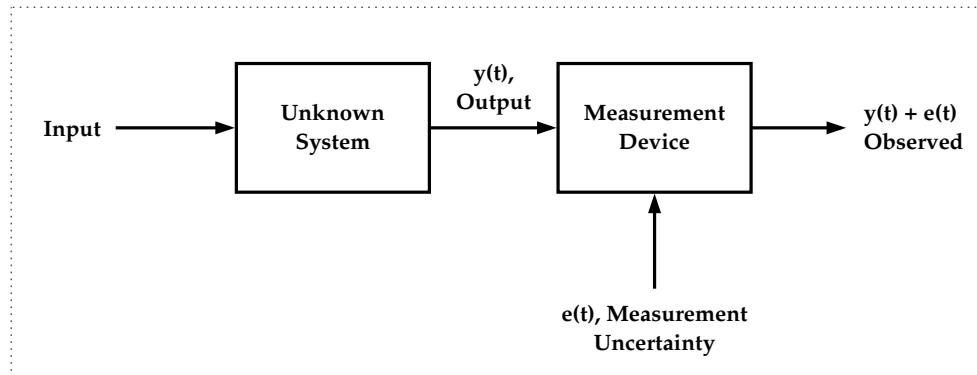 Input
Unknown
System
y(t),
Output
Measurement
Device
y(t) + e(t)
Observed
e(t), Measurement
Uncertainty